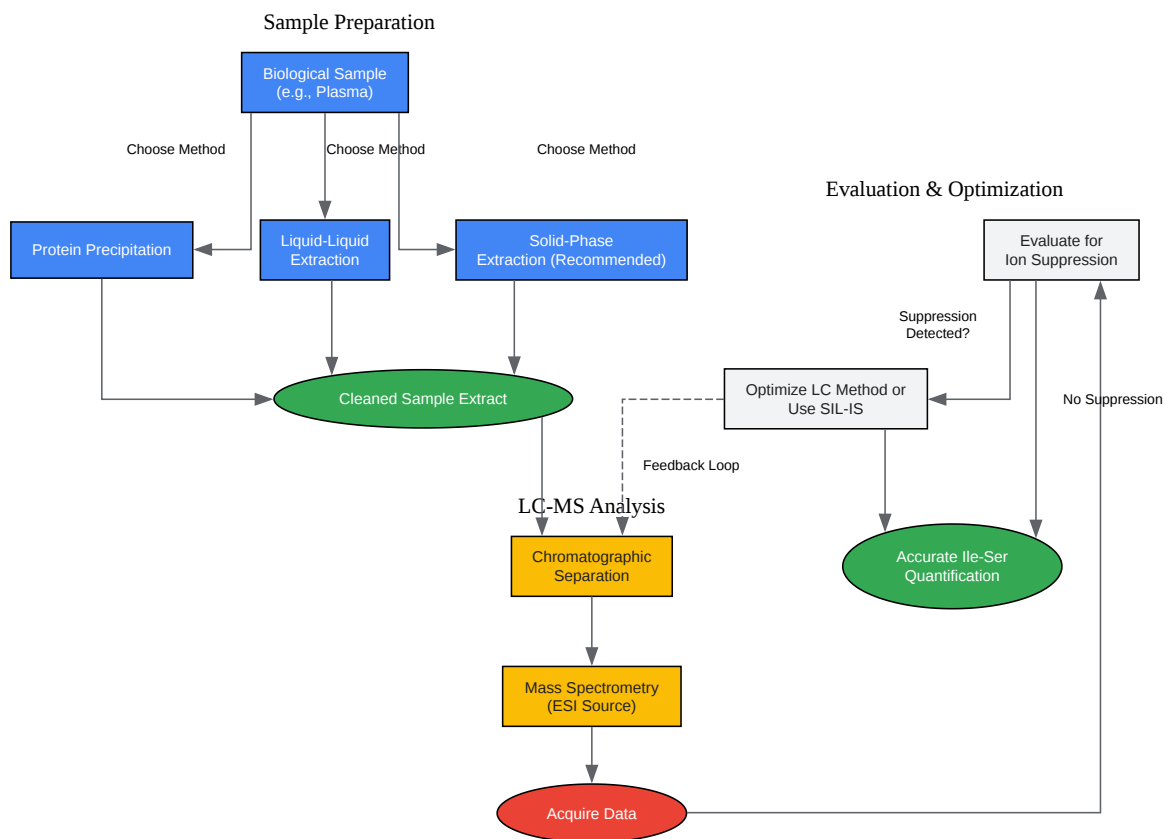 Sample Preparation
Biological Sample
(e.g., Plasma)
Choose Method
Choose Method
Choose Method
Protein Precipitation
Liquid-Liquid
Extraction
Solid-Phase
Extraction (Recommended)
Cleaned Sample Extract
Evaluation & Optimization
Evaluate for
Ion Suppression
Suppression
Detected?
Optimize LC Method or
Use SIL-IS
No Suppression
Feedback Loop
LC-MS Analysis
Chromatographic
Separation
Accurate Ile-Ser
Quantification
Mass Spectrometry
(ESI Source)
Acquire Data